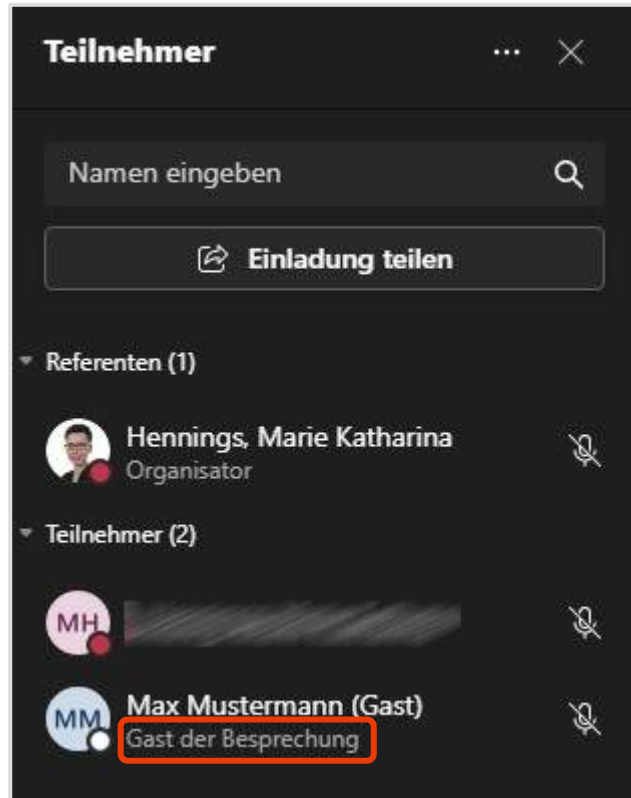 Teilnehmer
Namen eingeben
Einladung teilen
Referenten (1)
Hennings, Marie Katharina
Organisator
Teilnehmer (2)
MH
MM
Max Mustermann (Gast)
Gast der Besprechung